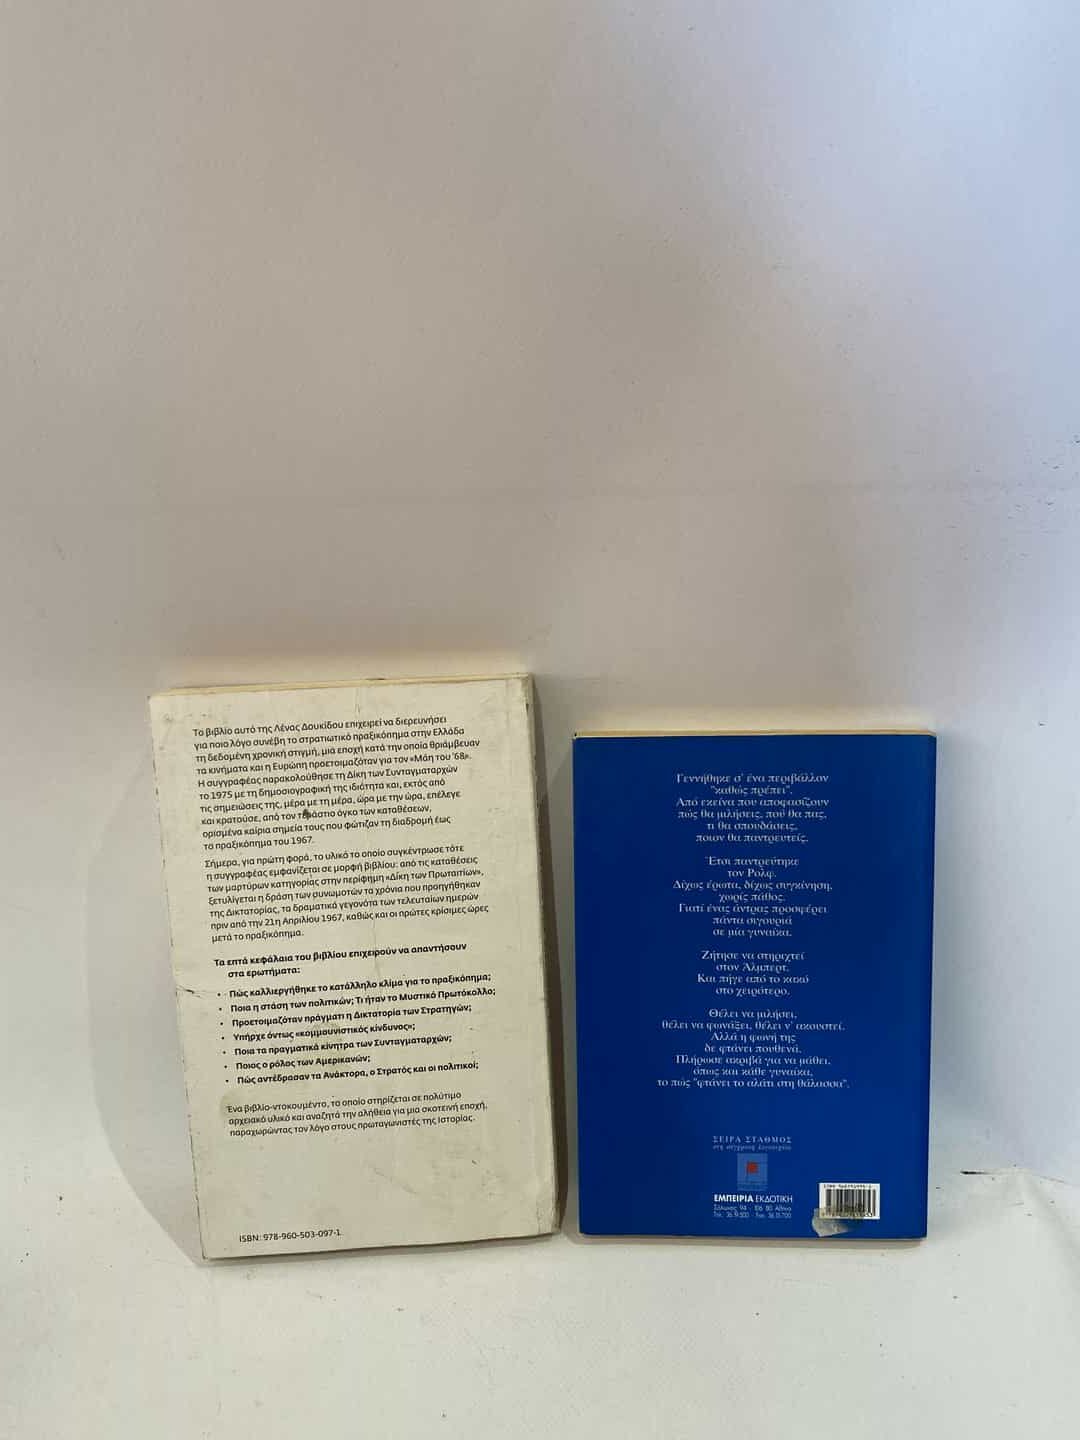 Το βιβλίο αυτό της Λένας Δουκίδου επιχειρεί να διερευνήσει
για ποιο λόγο συνέβη το στρατιωτικό πραξικόπημα στην Ελλάδα
τη δεδομένη χρονική στιγμή, μια εποχή κατά την οποία θριάμβευαν
τα κινήματα και η Ευρώπη προετοιμαζόταν για τον «Μάη του '68».
Η συγγραφέας παρακολούθησε τη Δίκη των Συνταγματαρχών
το 1975 με τη δημοσιογραφική της ιδιότητα και, εκτός από
τις σημειώσεις της, μέρα με τη μέρα, ώρα με την ώρα, επέλεγε
και κρατούσε, από τον τεράστιο όγκο των καταθέσεων,
ορισμένα καίρια σημεία τους που φώτιζαν τη διαδρομή έως
το πραξικόπημα του 1967.
Σήμερα, για πρώτη φορά, το υλικό το οποίο συγκέντρωσε τότε
η συγγραφέας εμφανίζεται σε μορφή βιβλίου: από τις καταθέσεις
των μαρτύρων κατηγορίας στην περίφημη «Δίκη των Πρωταιτίων»,
ξετυλίγεται η δράση των συνωμοτών τα χρόνια που προηγήθηκαν
της Δικτατορίας, τα δραματικά γεγονότα των τελευταίων ημερών
πριν από την 21η Απριλίου 1967, καθώς και οι πρώτες κρίσιμες ώρες
μετά το πραξικόπημα.
Τα επτά κεφάλαια του βιβλίου επιχειρούν να απαντήσουν
στα ερωτήματα:
• Πώς καλλιεργήθηκε το κατάλληλο κλίμα για το πραξικόπημα;
• Ποια η στάση των πολιτικών; Τι ήταν το Μυστικό Πρωτόκολλο;
• Προετοιμαζόταν πράγματι η Δικτατορία των Στρατηγών;
• Υπήρχε όντως «κομμουνιστικός κίνδυνος»;
• Ποια τα πραγματικά κίνητρα των Συνταγματαρχών;
• Ποιος ο ρόλος των Αμερικανών;
• Πώς αντέδρασαν τα Ανάκτορα, ο Στρατός και οι πολιτικοί;
Ένα βιβλίο-ντοκουμέντο, το οποίο στηρίζεται σε πολύτιμο
αρχειακό υλικό και αναζητά την αλήθεια για μια σκοτεινή εποχή,
παραχωρώντας τον λόγο στους πρωταγωνιστές της Ιστορίας.
ISBN: 978-960-503-097-1
Γεννήθηκε σ' ένα περιβάλλον
"καθώς πρέπει".
Από εκείνα που αποφασίζουν
πώς θα μιλήσεις, πού θα πας,
τι θα σπουδάσεις,
ποιον θα παντρευτείς.
Έτσι παντρεύτηκε
τον Ρολφ.
Δίχως έρωτα, δίχως συγκίνηση,
χωρίς πάθος.
Γιατί ένας άντρας προσφέρει
πάντα σιγουριά
σε μία γυναίκα.
Ζήτησε να στηριχτεί
στον Άλμπερτ.
Και πήγε από το κακό
στο χειρότερο.
Θέλει να μιλήσει,
θέλει να φωνάξει, θέλει ν' ακουστεί.
Αλλά η φωνή της
δε φτάνει πουθενά.
Πλήρωσε ακριβά για να μάθει,
όπως και κάθε γυναίκα,
το πώς "φτάνει το αλάτι στη θάλασσα".
ΣΕΙΡΑ ΣΤΑΘΜΟΣ
στη σύγχρονη λογοτεχνία
ΕΜΠΕΙΡΙΑ ΕΚΔΟΤΙΚΗ
Σόλωνος 94 - 106 80 Αθήνα